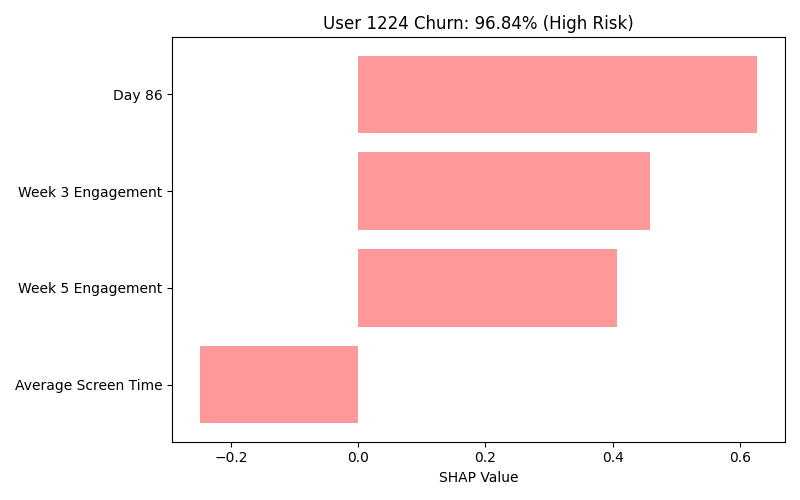 User 1224 Churn: 96.84% (High Risk)
Day 86
Week 3 Engagement
Week 5 Engagement
Average Screen Time
−0.2 0.0 0.2 0.4 0.6
SHAP Value